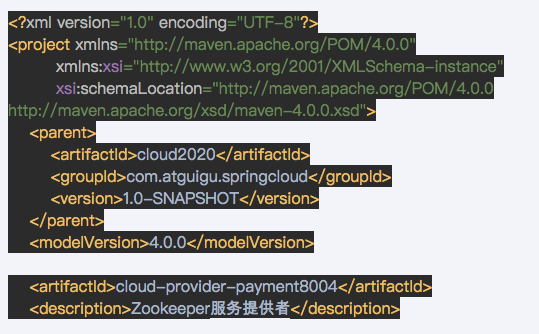 <?xml version="1.0" encoding="UTF-8"?>
<project xmlns="http://maven.apache.org/POM/4.0.0"
xmlns:xsi="http://www.w3.org/2001/XMLSchema-instance"
xsi:schemaLocation="http://maven.apache.org/POM/4.0.0
http://maven.apache.org/xsd/maven-4.0.0.xsd">
<parent>
<artifactId>cloud2020</artifactId>
<groupId>com.atguigu.springcloud</groupId>
<version>1.0-SNAPSHOT</version>
</parent>
<modelVersion>4.0.0</modelVersion>
<artifactId>cloud-provider-payment8004</artifactId>
<description>Zookeeper服务提供者</description>